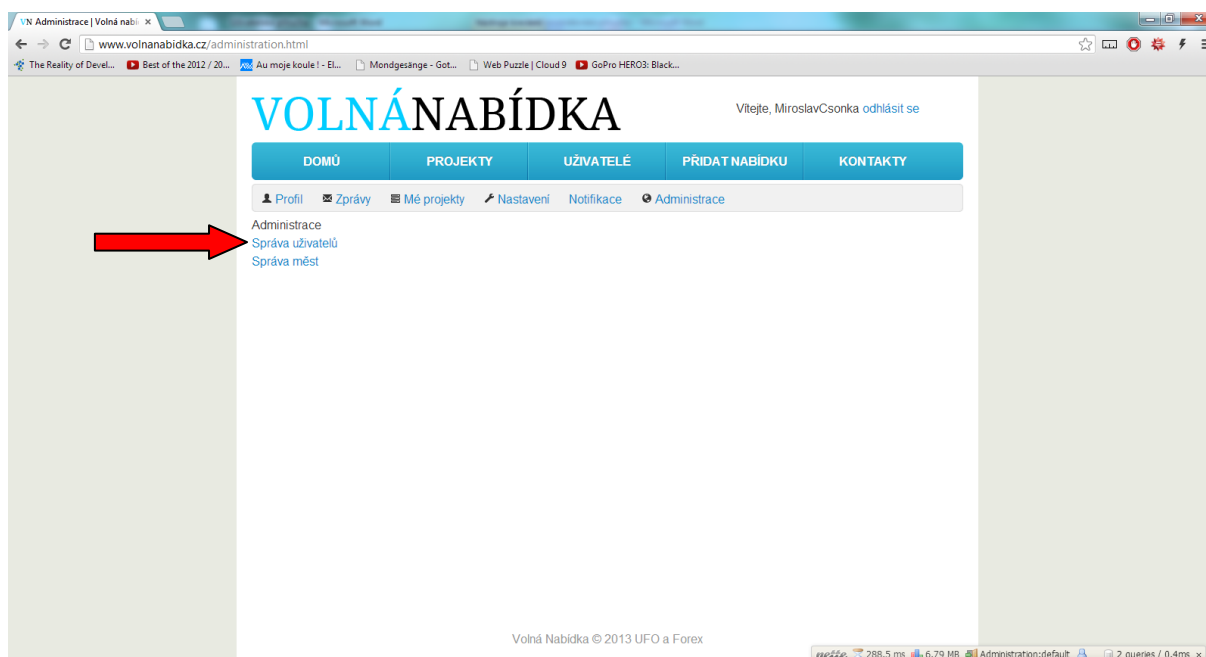 VN Administrace | Volná nabí
www.volnanabidka.cz/administration.html
The Reality of Devel... Best of the 2012 / 20... Au moje koule! - El... Mondgesänge - Got... Web Puzzle | Cloud 9 GoPro HERO3: Black...
VOLNÁNABÍDKA
Vítejte, MiroslavCsonka odhlásit se
DOMŮ PROJEKTY UŽIVATELÉ PŘIDAT NABÍDKU KONTAKTY
Profil Zprávy Mé projekty Nastavení Notifikace Administrace
Administrace
Správa uživatelů
Správa měst
Volná Nabídka © 2013 UFO a Forex
nette 288.5 ms 6.79 MB Administration:default 2 queries / 0.4ms